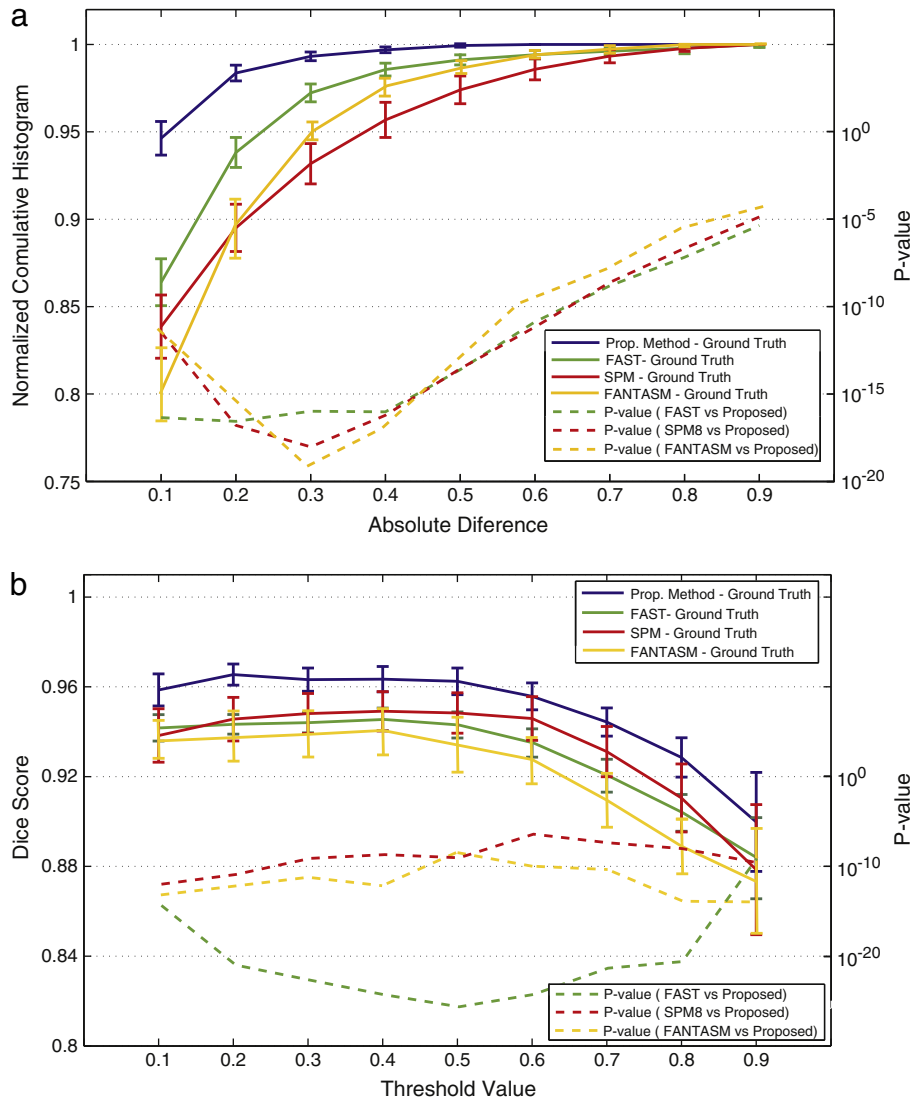 a
1
0.95
0.9
0.85
0.8
0.75
Normalized Comulative Histogram
10^0
10^-5
10^-10
10^-15
10^-20
P-value
Prop. Method - Ground Truth
FAST- Ground Truth
SPM - Ground Truth
FANTASM - Ground Truth
P-value ( FAST vs Proposed)
P-value ( SPM8 vs Proposed)
P-value ( FANTASM vs Proposed)
0.1 0.2 0.3 0.4 0.5 0.6 0.7 0.8 0.9
Absolute Diference
b
1
0.96
0.92
0.88
0.84
0.8
Dice Score
Prop. Method - Ground Truth
FAST- Ground Truth
SPM - Ground Truth
FANTASM - Ground Truth
10^0
10^-10
10^-20
P-value
P-value ( FAST vs Proposed)
P-value ( SPM8 vs Proposed)
P-value ( FANTASM vs Proposed)
0.1 0.2 0.3 0.4 0.5 0.6 0.7 0.8 0.9
Threshold Value